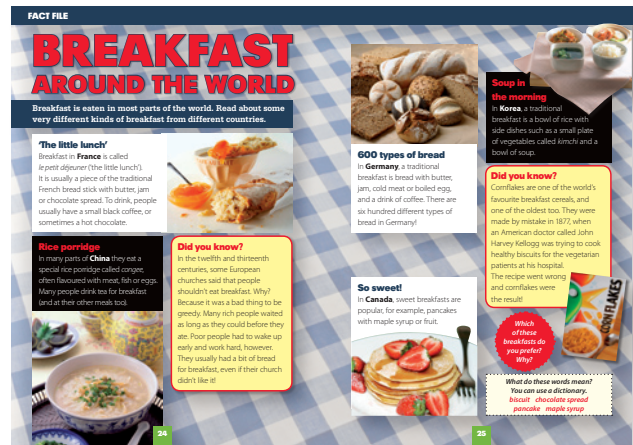 FACT FILE
BREAKFAST
AROUND THE WORLD
Breakfast is eaten in most parts of the world. Read about some
very different kinds of breakfast from different countries.
'The little lunch'
Breakfast in France is called
le petit déjeuner ('the little lunch').
It is usually a piece of the traditional
French bread stick with butter, jam
or chocolate spread. To drink, people
usually have a small black coffee, or
sometimes a hot chocolate.
Rice porridge
In many parts of China they eat a
special rice porridge called congee,
often flavoured with meat, fish or eggs.
Many people drink tea for breakfast
(and at their other meals too).
Did you know?
In the twelfth and thirteenth
centuries, some European
churches said that people
shouldn't eat breakfast. Why?
Because it was a bad thing to be
greedy. Many rich people waited
as long as they could before they
ate. Poor people had to wake up
early and work hard, however.
They usually had a bit of bread
for breakfast, even if their church
didn't like it!
24
600 types of bread
In Germany, a traditional
breakfast is bread with butter,
jam, cold meat or boiled egg,
and a drink of coffee. There are
six hundred different types of
bread in Germany!
So sweet!
In Canada, sweet breakfasts are
popular, for example, pancakes
with maple syrup or fruit.
Soup in
the morning
In Korea, a traditional
breakfast is a bowl of rice with
side dishes such as a small plate
of vegetables called kimchi and a
bowl of soup.
Did you know?
Cornflakes are one of the world's
favourite breakfast cereals, and
one of the oldest too. They were
made by mistake in 1877, when
an American doctor called John
Harvey Kellogg was trying to cook
healthy biscuits for the vegetarian
patients at his hospital.
The recipe went wrong
and cornflakes were
the result!
CORN FLAKES
Which
of these
breakfasts do
you prefer?
Why?
What do these words mean?
You can use a dictionary.
biscuit chocolate spread
pancake maple syrup
25